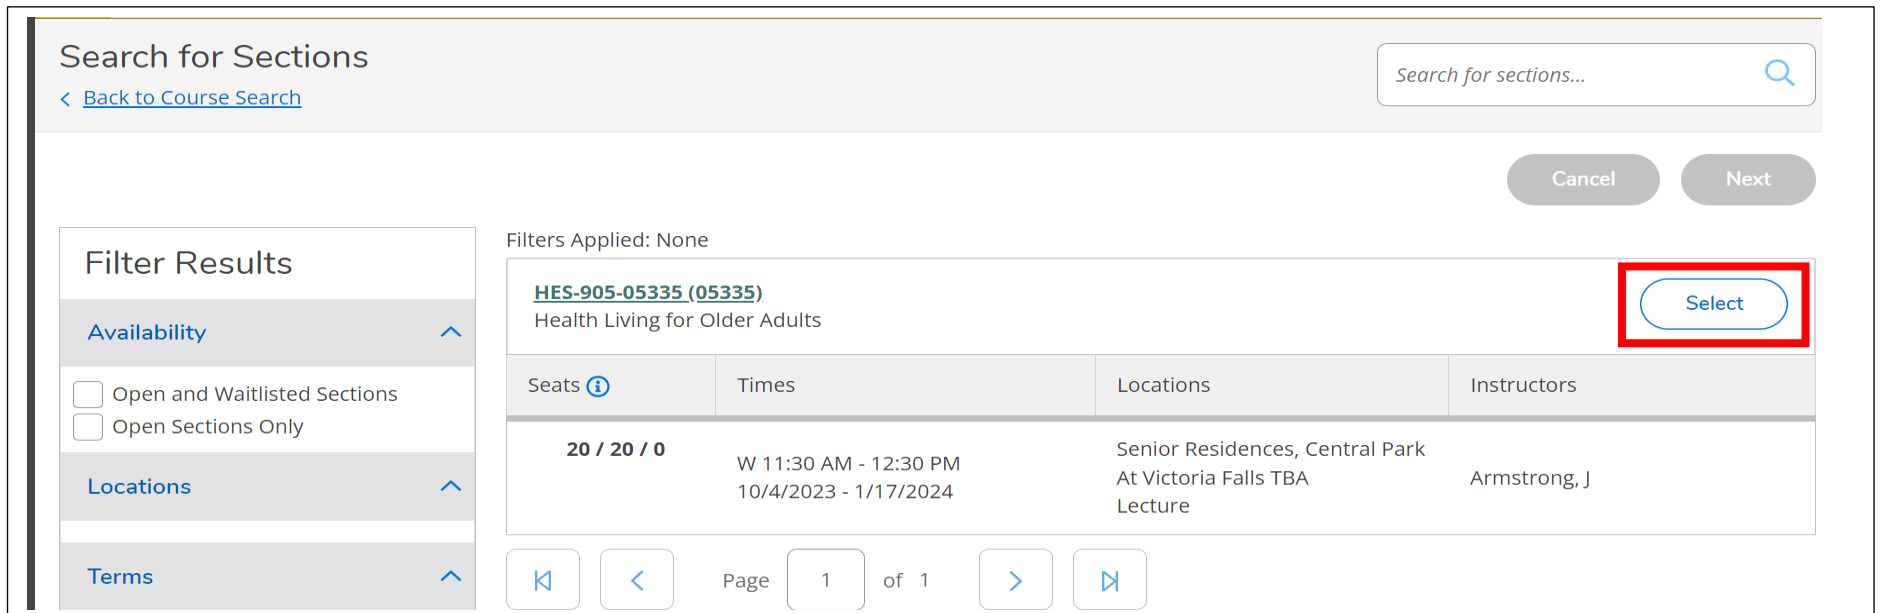 Search for Sections
Back to Course Search
Search for sections...
Cancel
Next
Filter Results
Availability
Open and Waitlisted Sections
Open Sections Only
Locations
Terms
Filters Applied: None
HES-905-05335 (05335)
Health Living for Older Adults
Select
Seats
Times
Locations
Instructors
20 / 20 / 0
W 11:30 AM - 12:30 PM
10/4/2023 - 1/17/2024
Senior Residences, Central Park
At Victoria Falls TBA
Lecture
Armstrong, J
Page 1 of 1